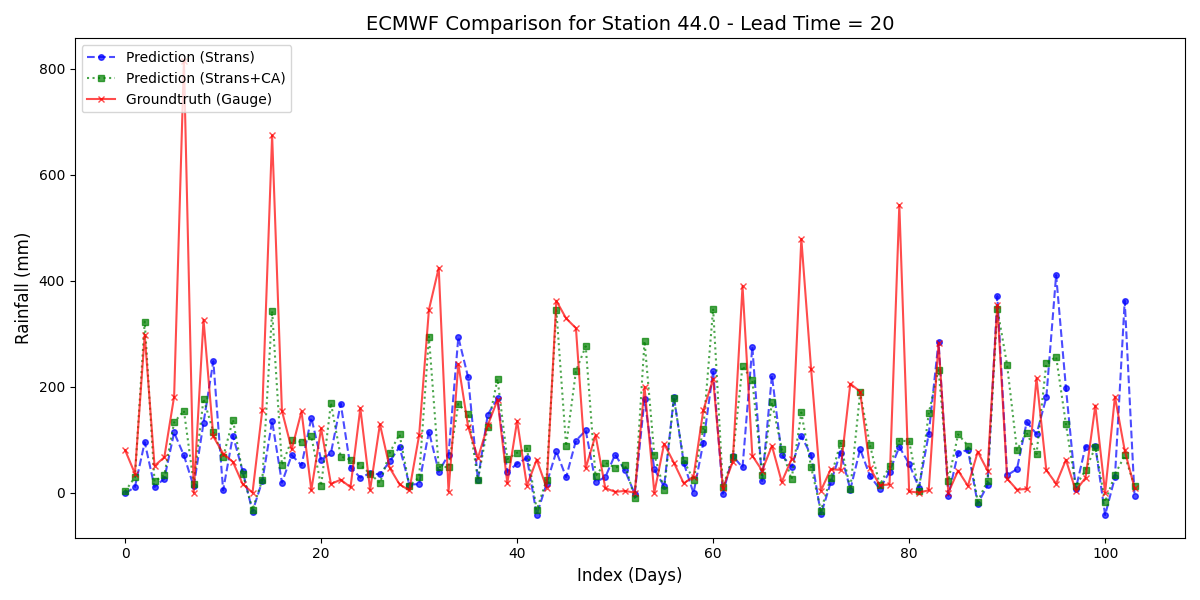 ECMWF Comparison for Station 44.0 - Lead Time = 20
Prediction (Strans)
Prediction (Strans+CA)
Groundtruth (Gauge)
Rainfall (mm)
800
600
400
200
0
0 20 40 60 80 100
Index (Days)